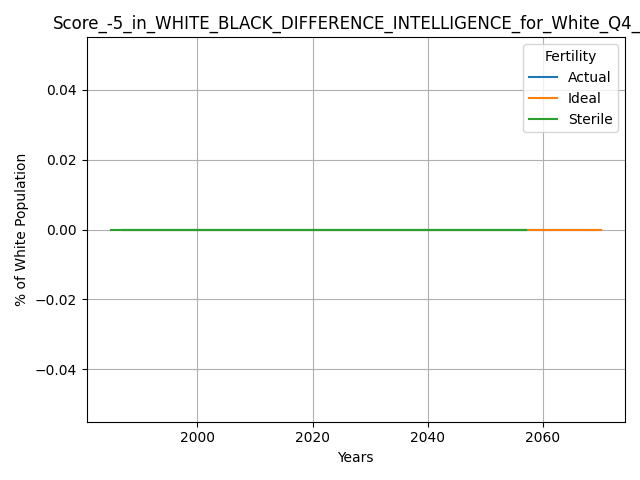 Score_-5_in_WHITE_BLACK_DIFFERENCE_INTELLIGENCE_for_White_Q4_
Fertility
Actual
Ideal
Sterile
% of White Population
0.04
0.02
0.00
−0.02
−0.04
2000 2020 2040 2060
Years